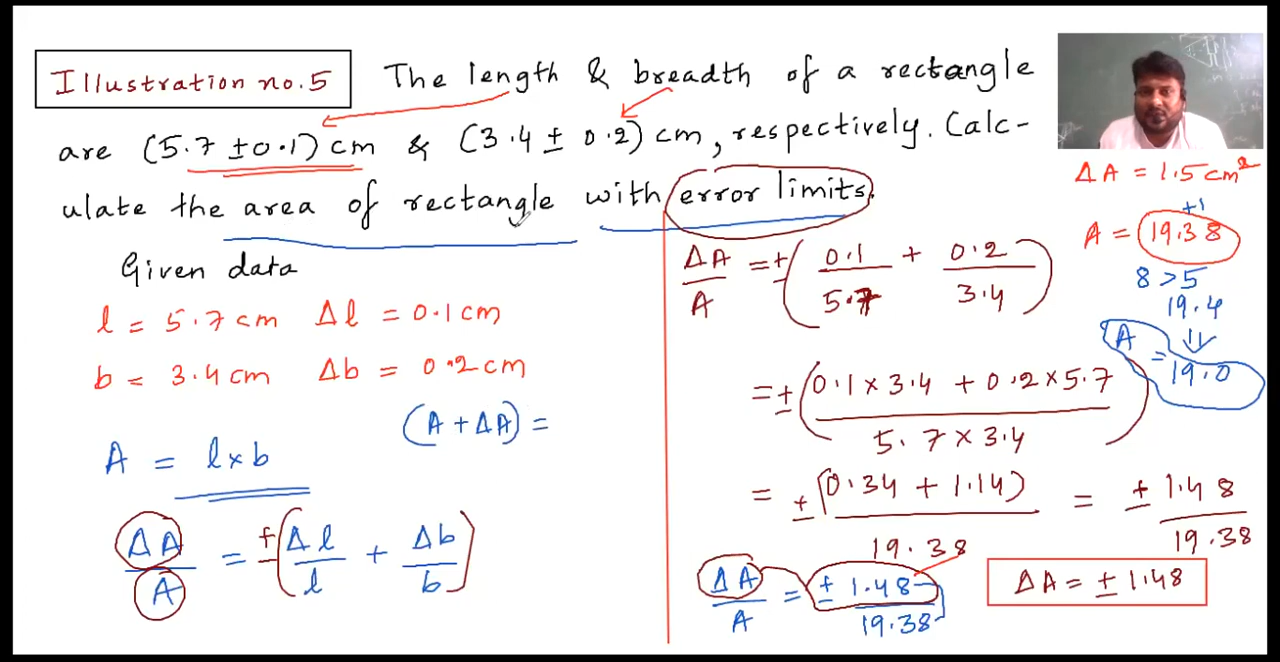 Illustration no.5 The length & breadth of a rectangle
are (5.7 ± 0.1) cm & (3.4 ± 0.2) cm, respectively. Calc-
ulate the area of rectangle with error limits.
Given data
l = 5.7 cm Δl = 0.1 cm
b = 3.4 cm Δb = 0.2 cm
(A + ΔA) =
A = l × b
ΔA/A = ± (Δl/l + Δb/b)
ΔA/A = ± (0.1/5.7 + 0.2/3.4)
= ± (0.1 × 3.4 + 0.2 × 5.7 / 5.7 × 3.4)
= ± (0.34 + 1.14) / 19.38 = ± 1.48 / 19.38
ΔA/A = ± 1.48 / 19.38
ΔA = ± 1.48
ΔA = 1.5 cm²
+1
A = 19.38
8 > 5
19.4
A = 19.0